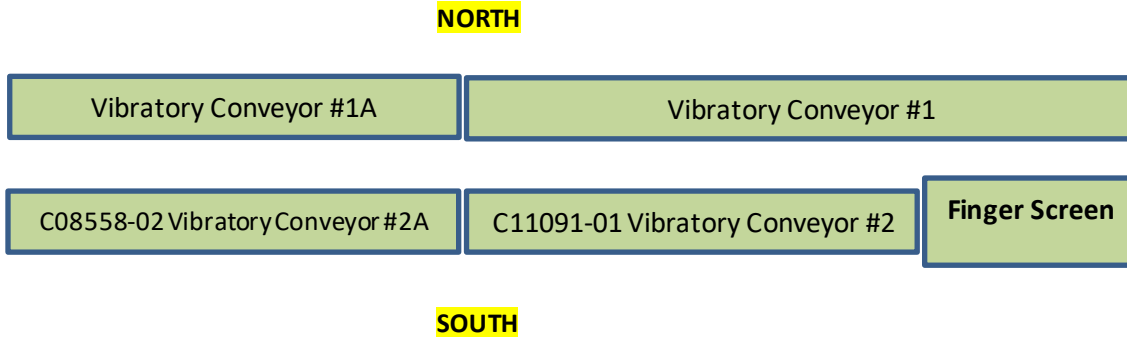 NORTH
Vibratory Conveyor #1A
Vibratory Conveyor #1
C08558-02 Vibratory Conveyor #2A
C11091-01 Vibratory Conveyor #2
Finger Screen
SOUTH